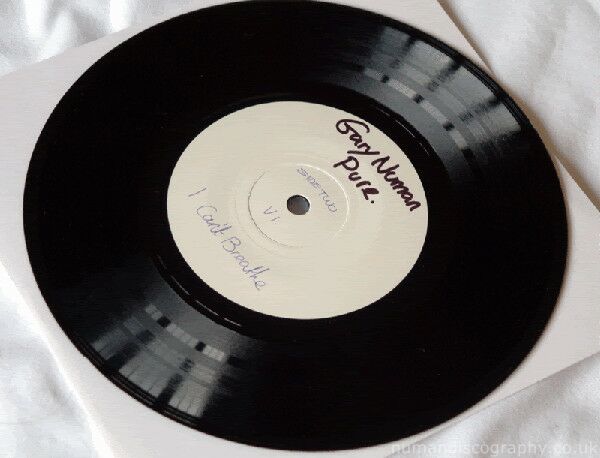 Gary Numan
Pure.
SIDE TWO
V1
I Can't Breathe
numandiscography.co.uk